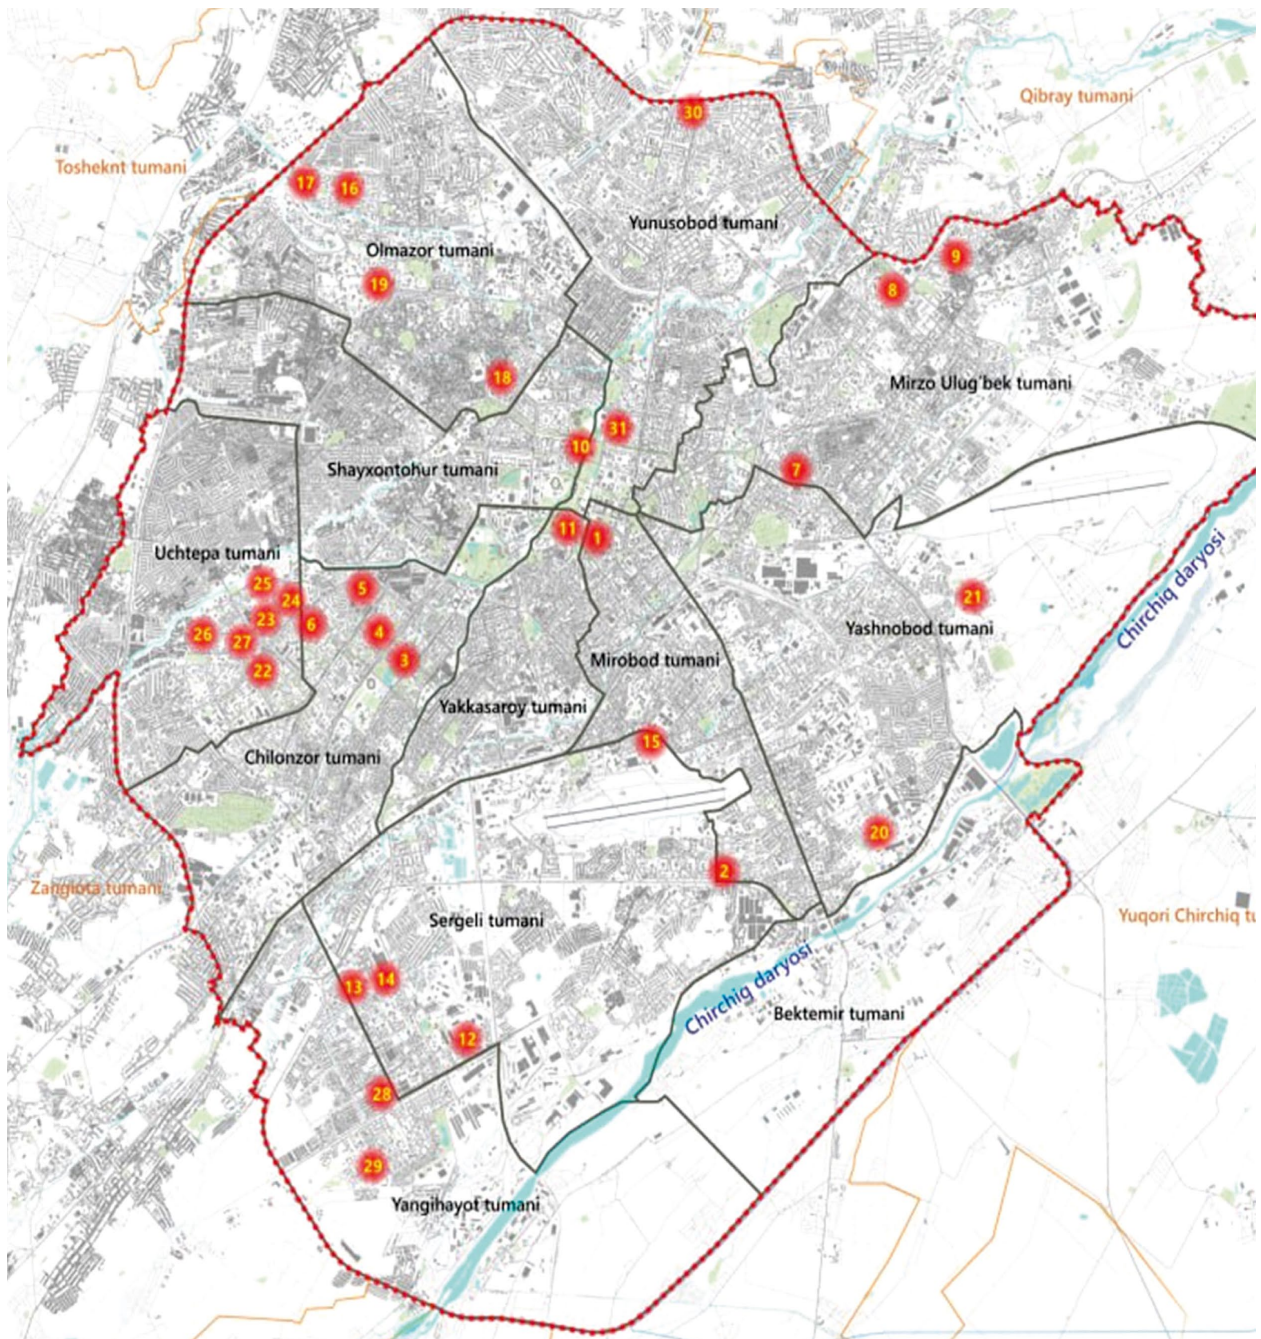 Qibray tumani
30
Tosheknt tumani
17
16
Yunusobod tumani
Olmazor tumani
9
19
8
18
Mirzo Ulug'bek tumani
31
10
Shayxontohur tumani
7
11
1
Uchtepa tumani
Chirchiq daryosi
25
5
24
21
23
6
Yashnobod tumani
26
27
4
22
3
Mirobod tumani
Yakkasaroy tumani
15
Chilonzor tumani
20
2
Zangiota tumani
Sergeli tumani
Yuqori Chirchiq tu
13
14
Chirchiq daryosi
Bektemir tumani
12
28
29
Yangihayot tumani